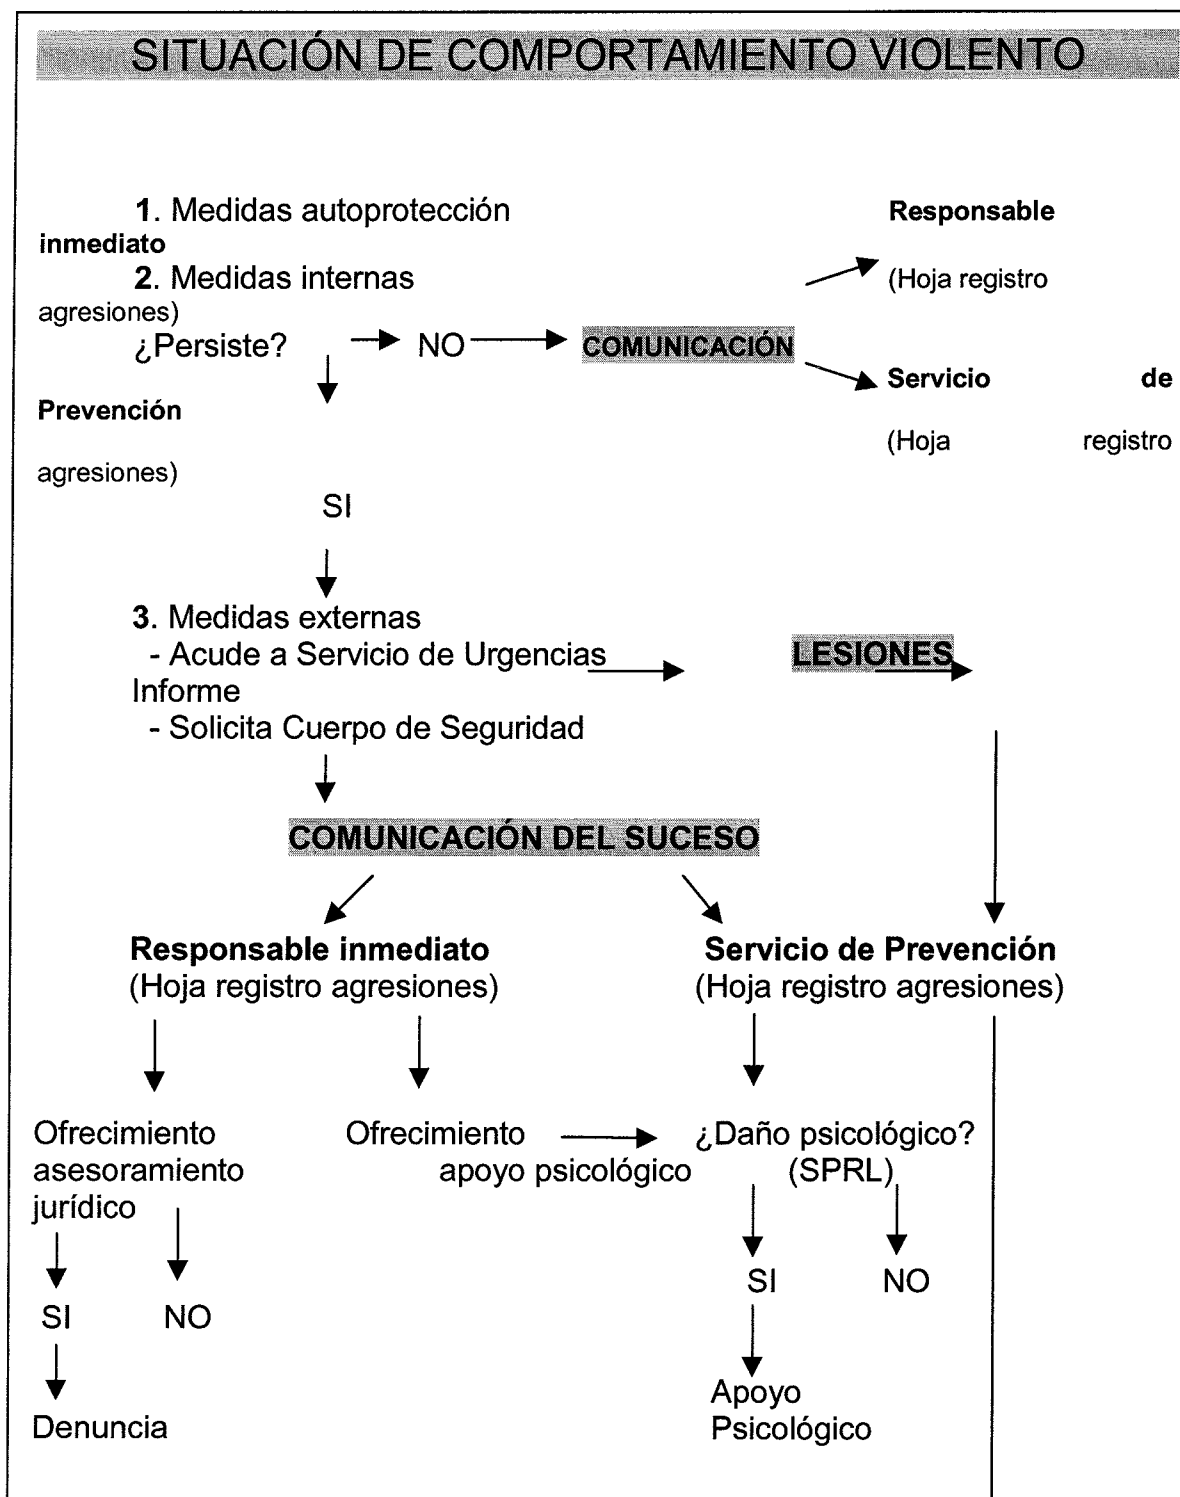 SITUACIÓN DE COMPORTAMIENTO VIOLENTO
1. Medidas autoprotección Responsable
inmediato
2. Medidas internas (Hoja registro
agresiones)
¿Persiste? NO COMUNICACIÓN
Servicio de
Prevención
(Hoja registro
agresiones)
SI
3. Medidas externas
- Acude a Servicio de Urgencias LESIONES
Informe
- Solicita Cuerpo de Seguridad
COMUNICACIÓN DEL SUCESO
Responsable inmediato Servicio de Prevención
(Hoja registro agresiones) (Hoja registro agresiones)
Ofrecimiento Ofrecimiento ¿Daño psicológico?
asesoramiento apoyo psicológico (SPRL)
jurídico
SI NO
SI NO
Apoyo
Denuncia Psicológico